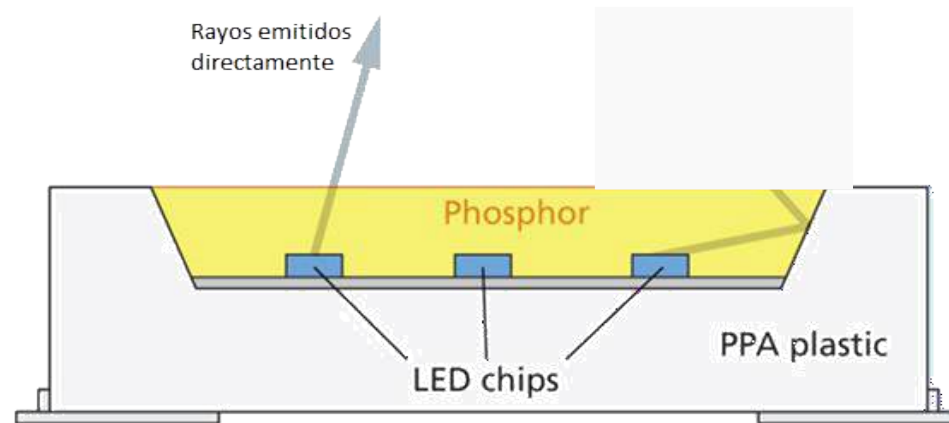 Rayos emitidos
directamente
Phosphor
PPA plastic
LED chips